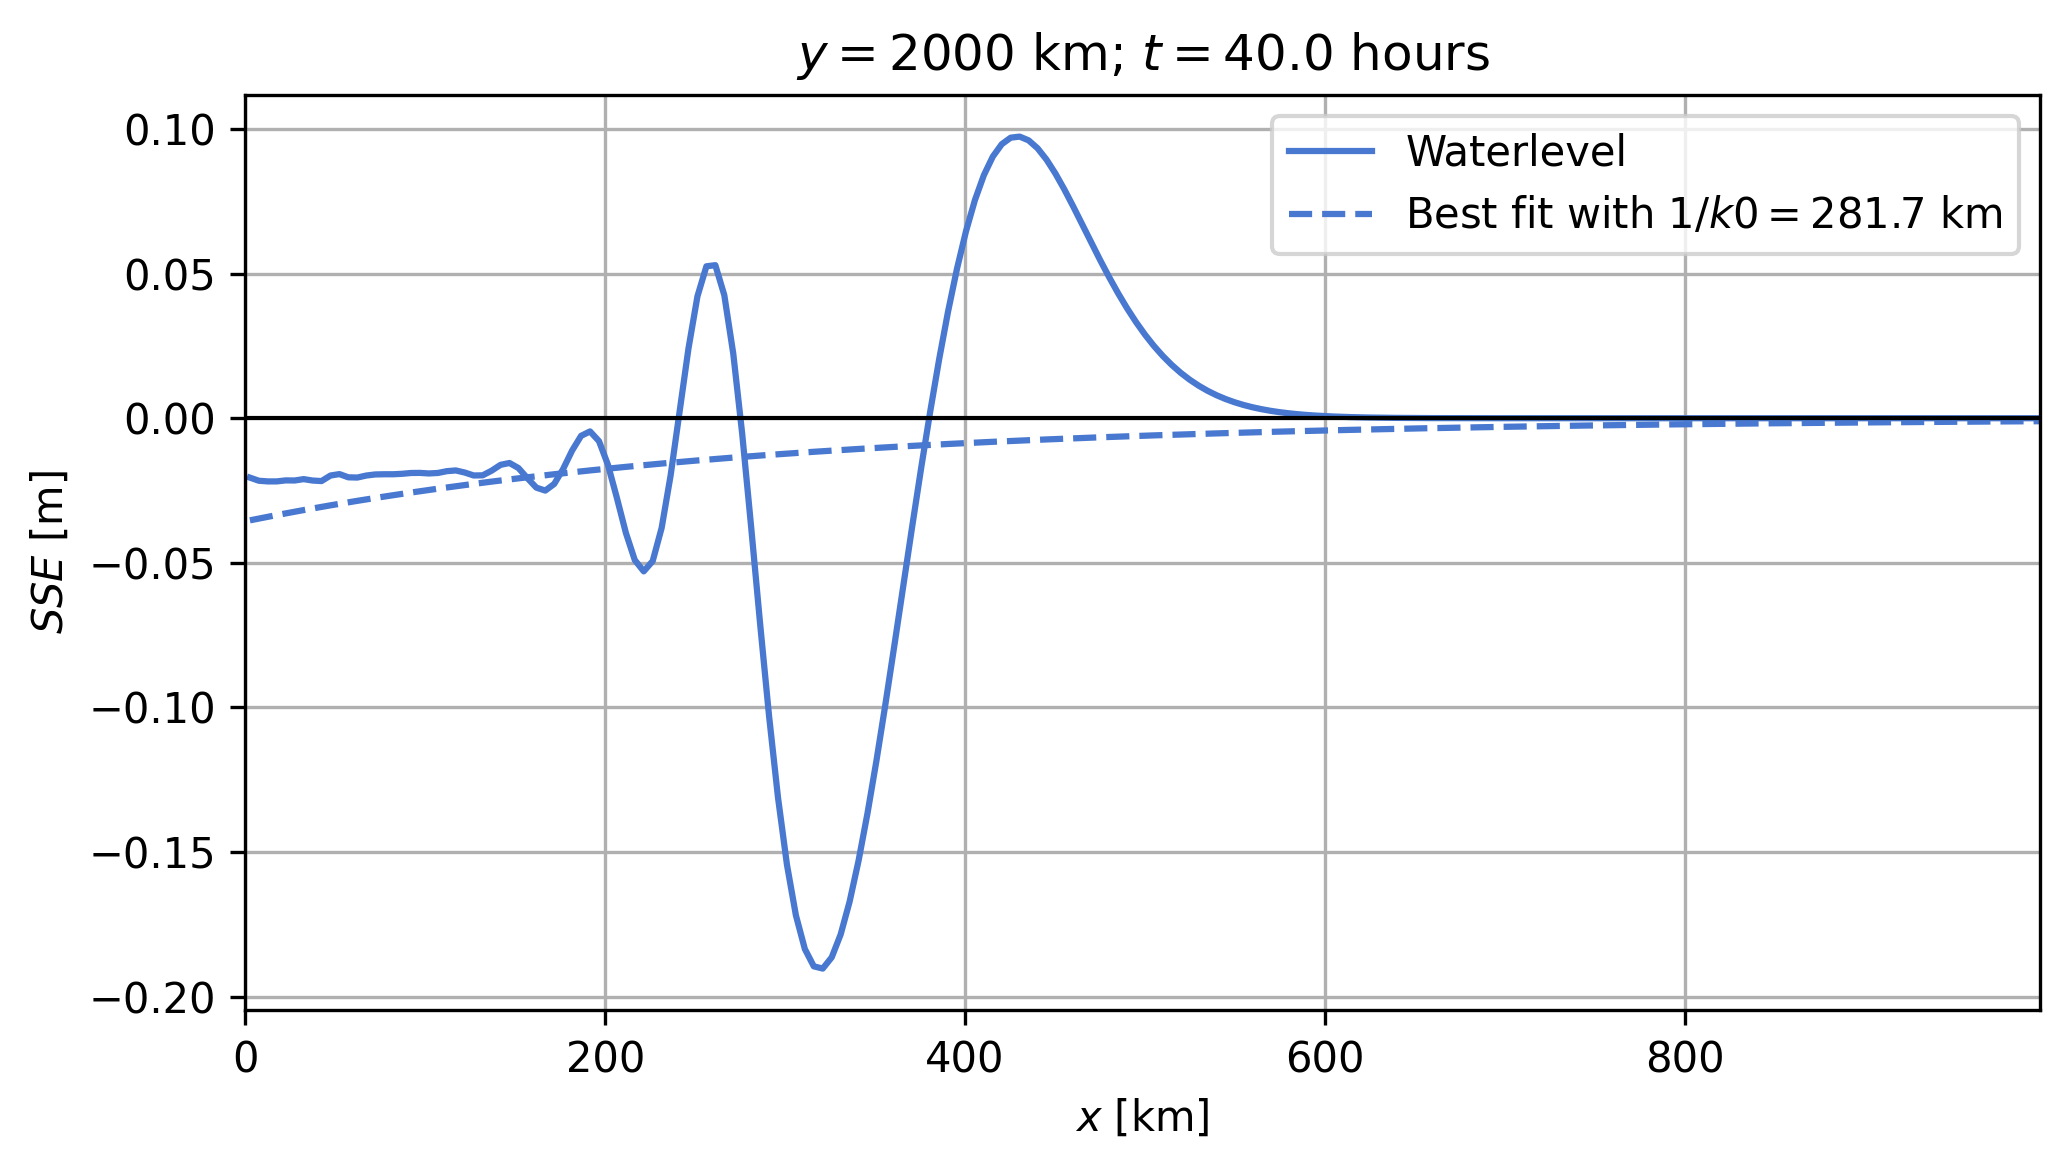 y = 2000 km; t = 40.0 hours
Waterlevel
Best fit with 1/k0 = 281.7 km
0.10
0.05
0.00
−0.05
−0.10
−0.15
−0.20
SSE [m]
0 200 400 600 800
x [km]